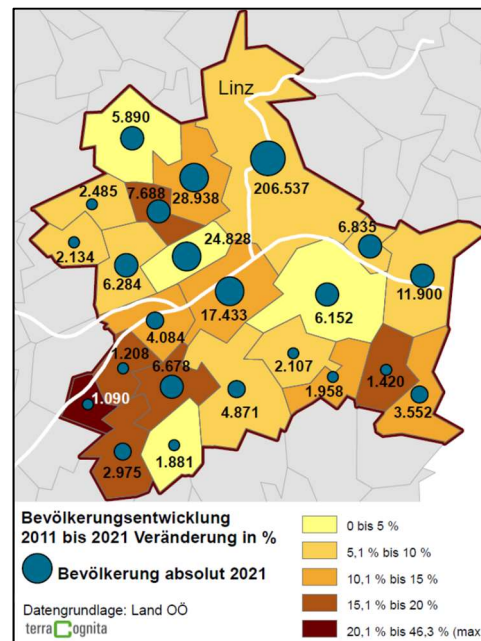 Linz
5.890
206.537
7.688
28.938
2.485
24.828
6.835
2.134
6.284
11.900
17.433
6.152
4.084
1.208
6.678
2.107
1.420
1.090
1.958
4.871
3.552
2.975
1.881
Bevölkerungsentwicklung
2011 bis 2021 Veränderung in %
Bevölkerung absolut 2021
Datengrundlage: Land OÖ
terra Cognita
0 bis 5 %
5,1 % bis 10 %
10,1 % bis 15 %
15,1 % bis 20 %
20,1 % bis 46,3 % (max